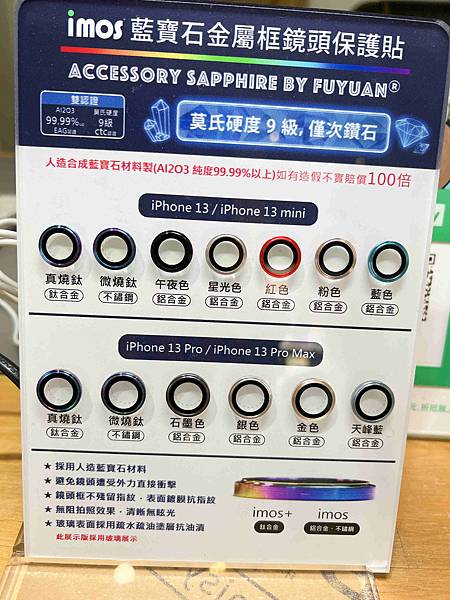 imos 藍寶石金屬框鏡頭保護貼
ACCESSORY SAPPHIRE BY FUYUAN®
雙認證
Al2O3 莫氏硬度
99.99% 9級
EAG認證 ctc認證
莫氏硬度 9 級, 僅次鑽石
人造合成藍寶石材料製(Al2O3 純度99.99%以上)如有造假不實賠償100倍
iPhone 13 / iPhone 13 mini
真燒鈦 微燒鈦 午夜色 星光色 紅色 粉色 藍色
鈦合金 不鏽鋼 鋁合金 鋁合金 鋁合金 鋁合金 鋁合金
iPhone 13 Pro / iPhone 13 Pro Max
真燒鈦 微燒鈦 石墨色 銀色 金色 天峰藍
鈦合金 不鏽鋼 鋁合金 鋁合金 鋁合金 鋁合金
★ 採用人造藍寶石材料
★ 避免鏡頭遭受外力直接衝擊
★ 鏡頭框不殘留指紋，表面鍍膜抗指紋
★ 無阻拍照效果，清晰無眩光
★ 玻璃表面採用疏水疏油塗層抗油漬
此展示版採用玻璃展示
imos+ imos
鈦合金 鋁合金、不鏽鋼